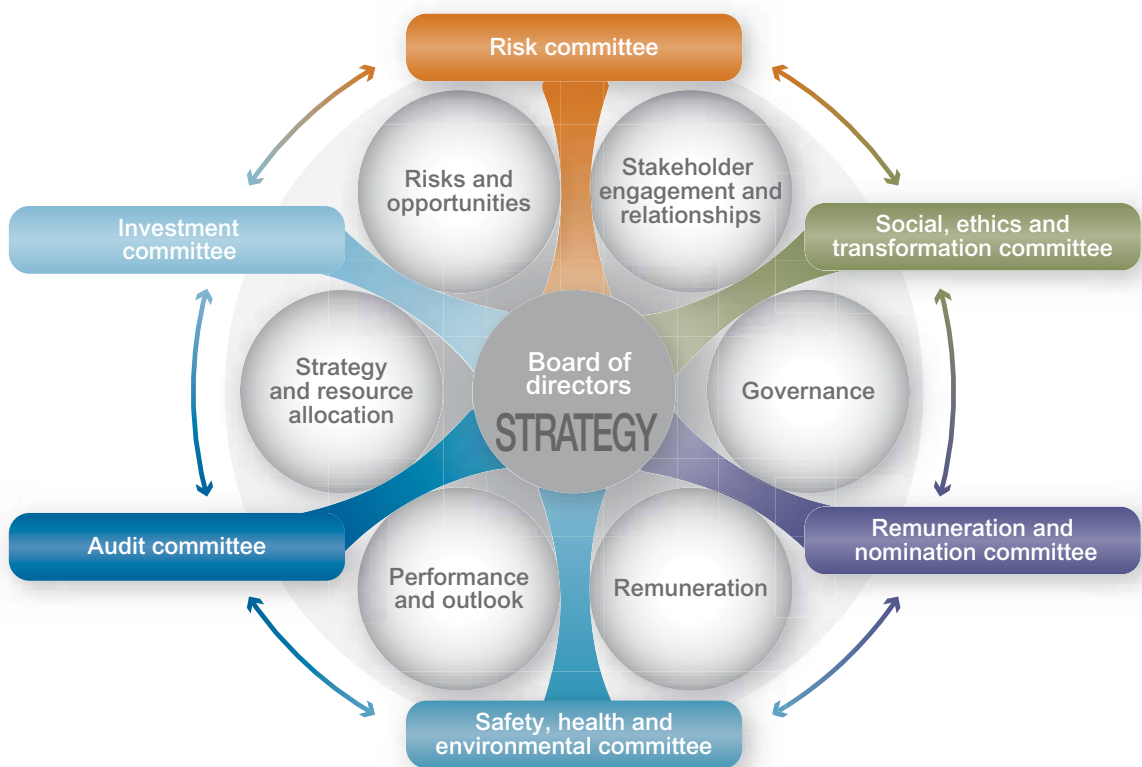 Risk committee
Risks and
opportunities
Stakeholder
engagement and
relationships
Investment
committee
Social, ethics and
transformation committee
Strategy
and resource
allocation
Board of
directors
STRATEGY
Governance
Audit committee
Remuneration and
nomination committee
Performance
and outlook
Remuneration
Safety, health and
environmental committee